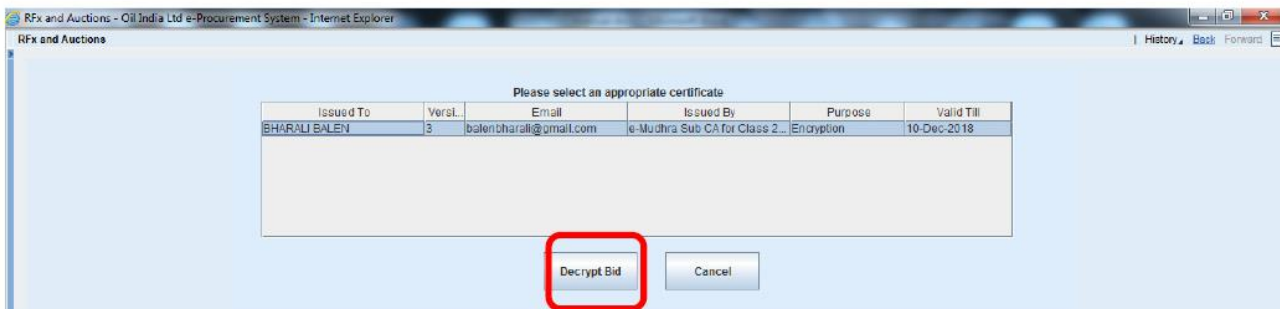 RFx and Auctions - Oil India Ltd e-Procurement System - Internet Explorer
RFx and Auctions | History Back Forward
Please select an appropriate certificate
Issued To Versi... Email Issued By Purpose Valid Till
BHARALI BALEN 3 balenbharali@gmail.com e-Mudhra Sub CA for Class 2... Encryption 10-Dec-2018
Decrypt Bid Cancel